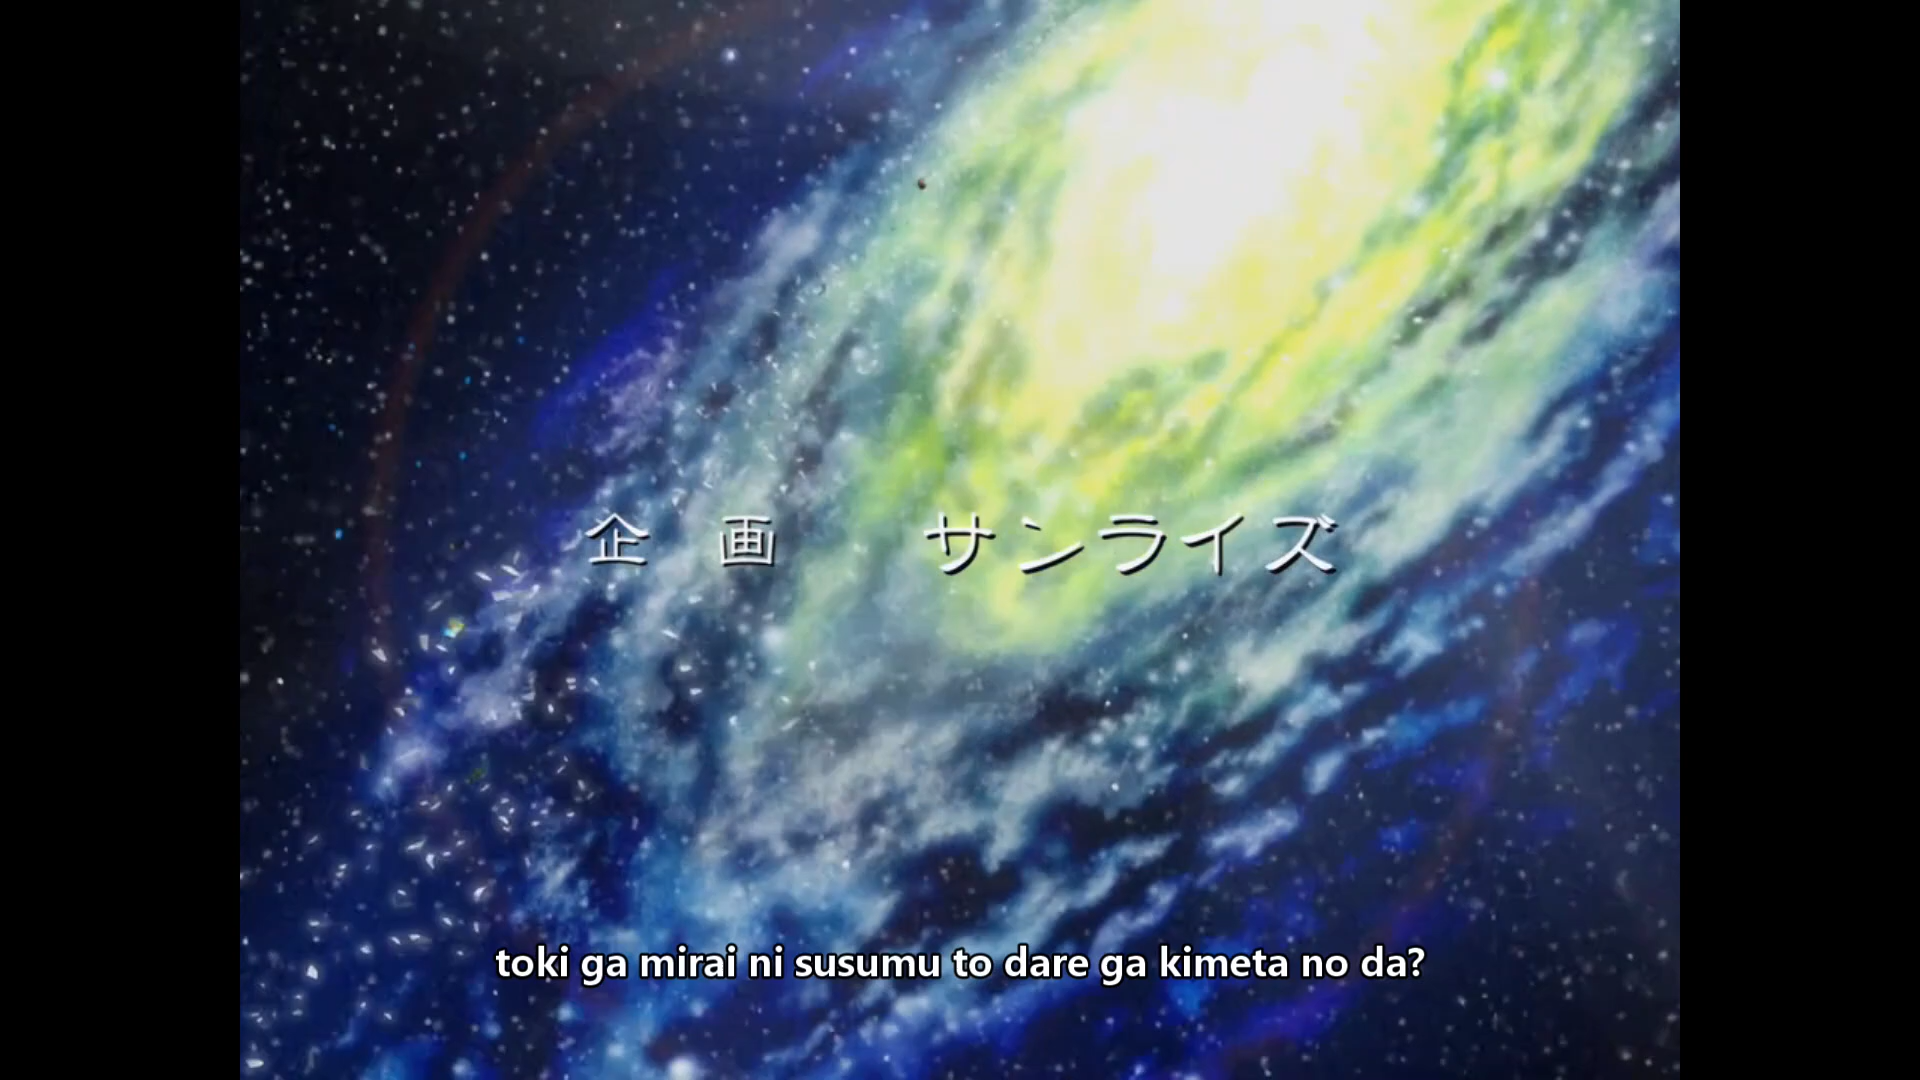 企 画 サンライズ
toki ga mirai ni susumu to dare ga kimeta no da?